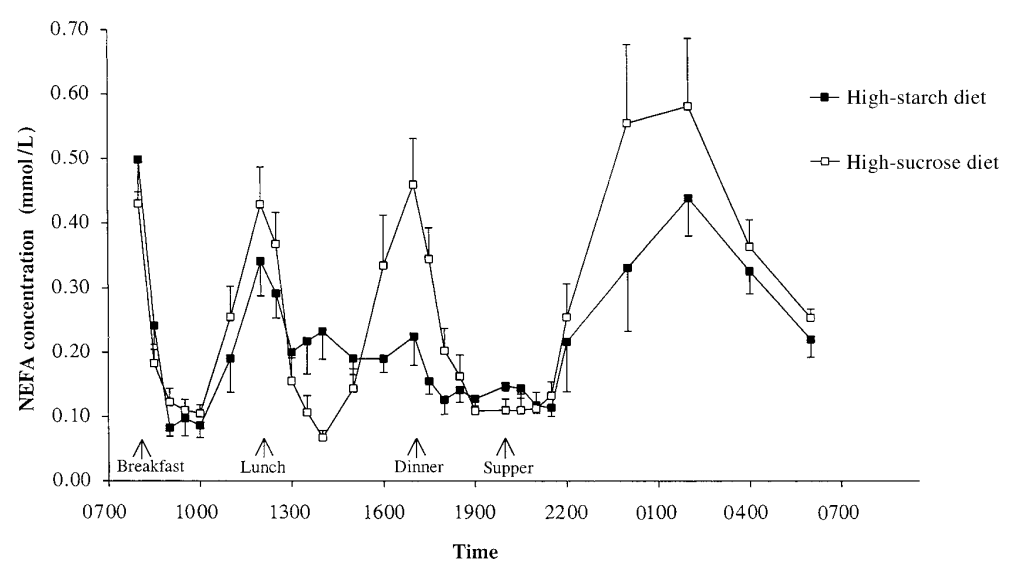 0.70
0.60
0.50
0.40
0.30
0.20
0.10
0.00
NEFA concentration (mmol/L)
High-starch diet
High-sucrose diet
Breakfast
Lunch
Dinner
Supper
0700 1000 1300 1600 1900 2200 0100 0400 0700
Time